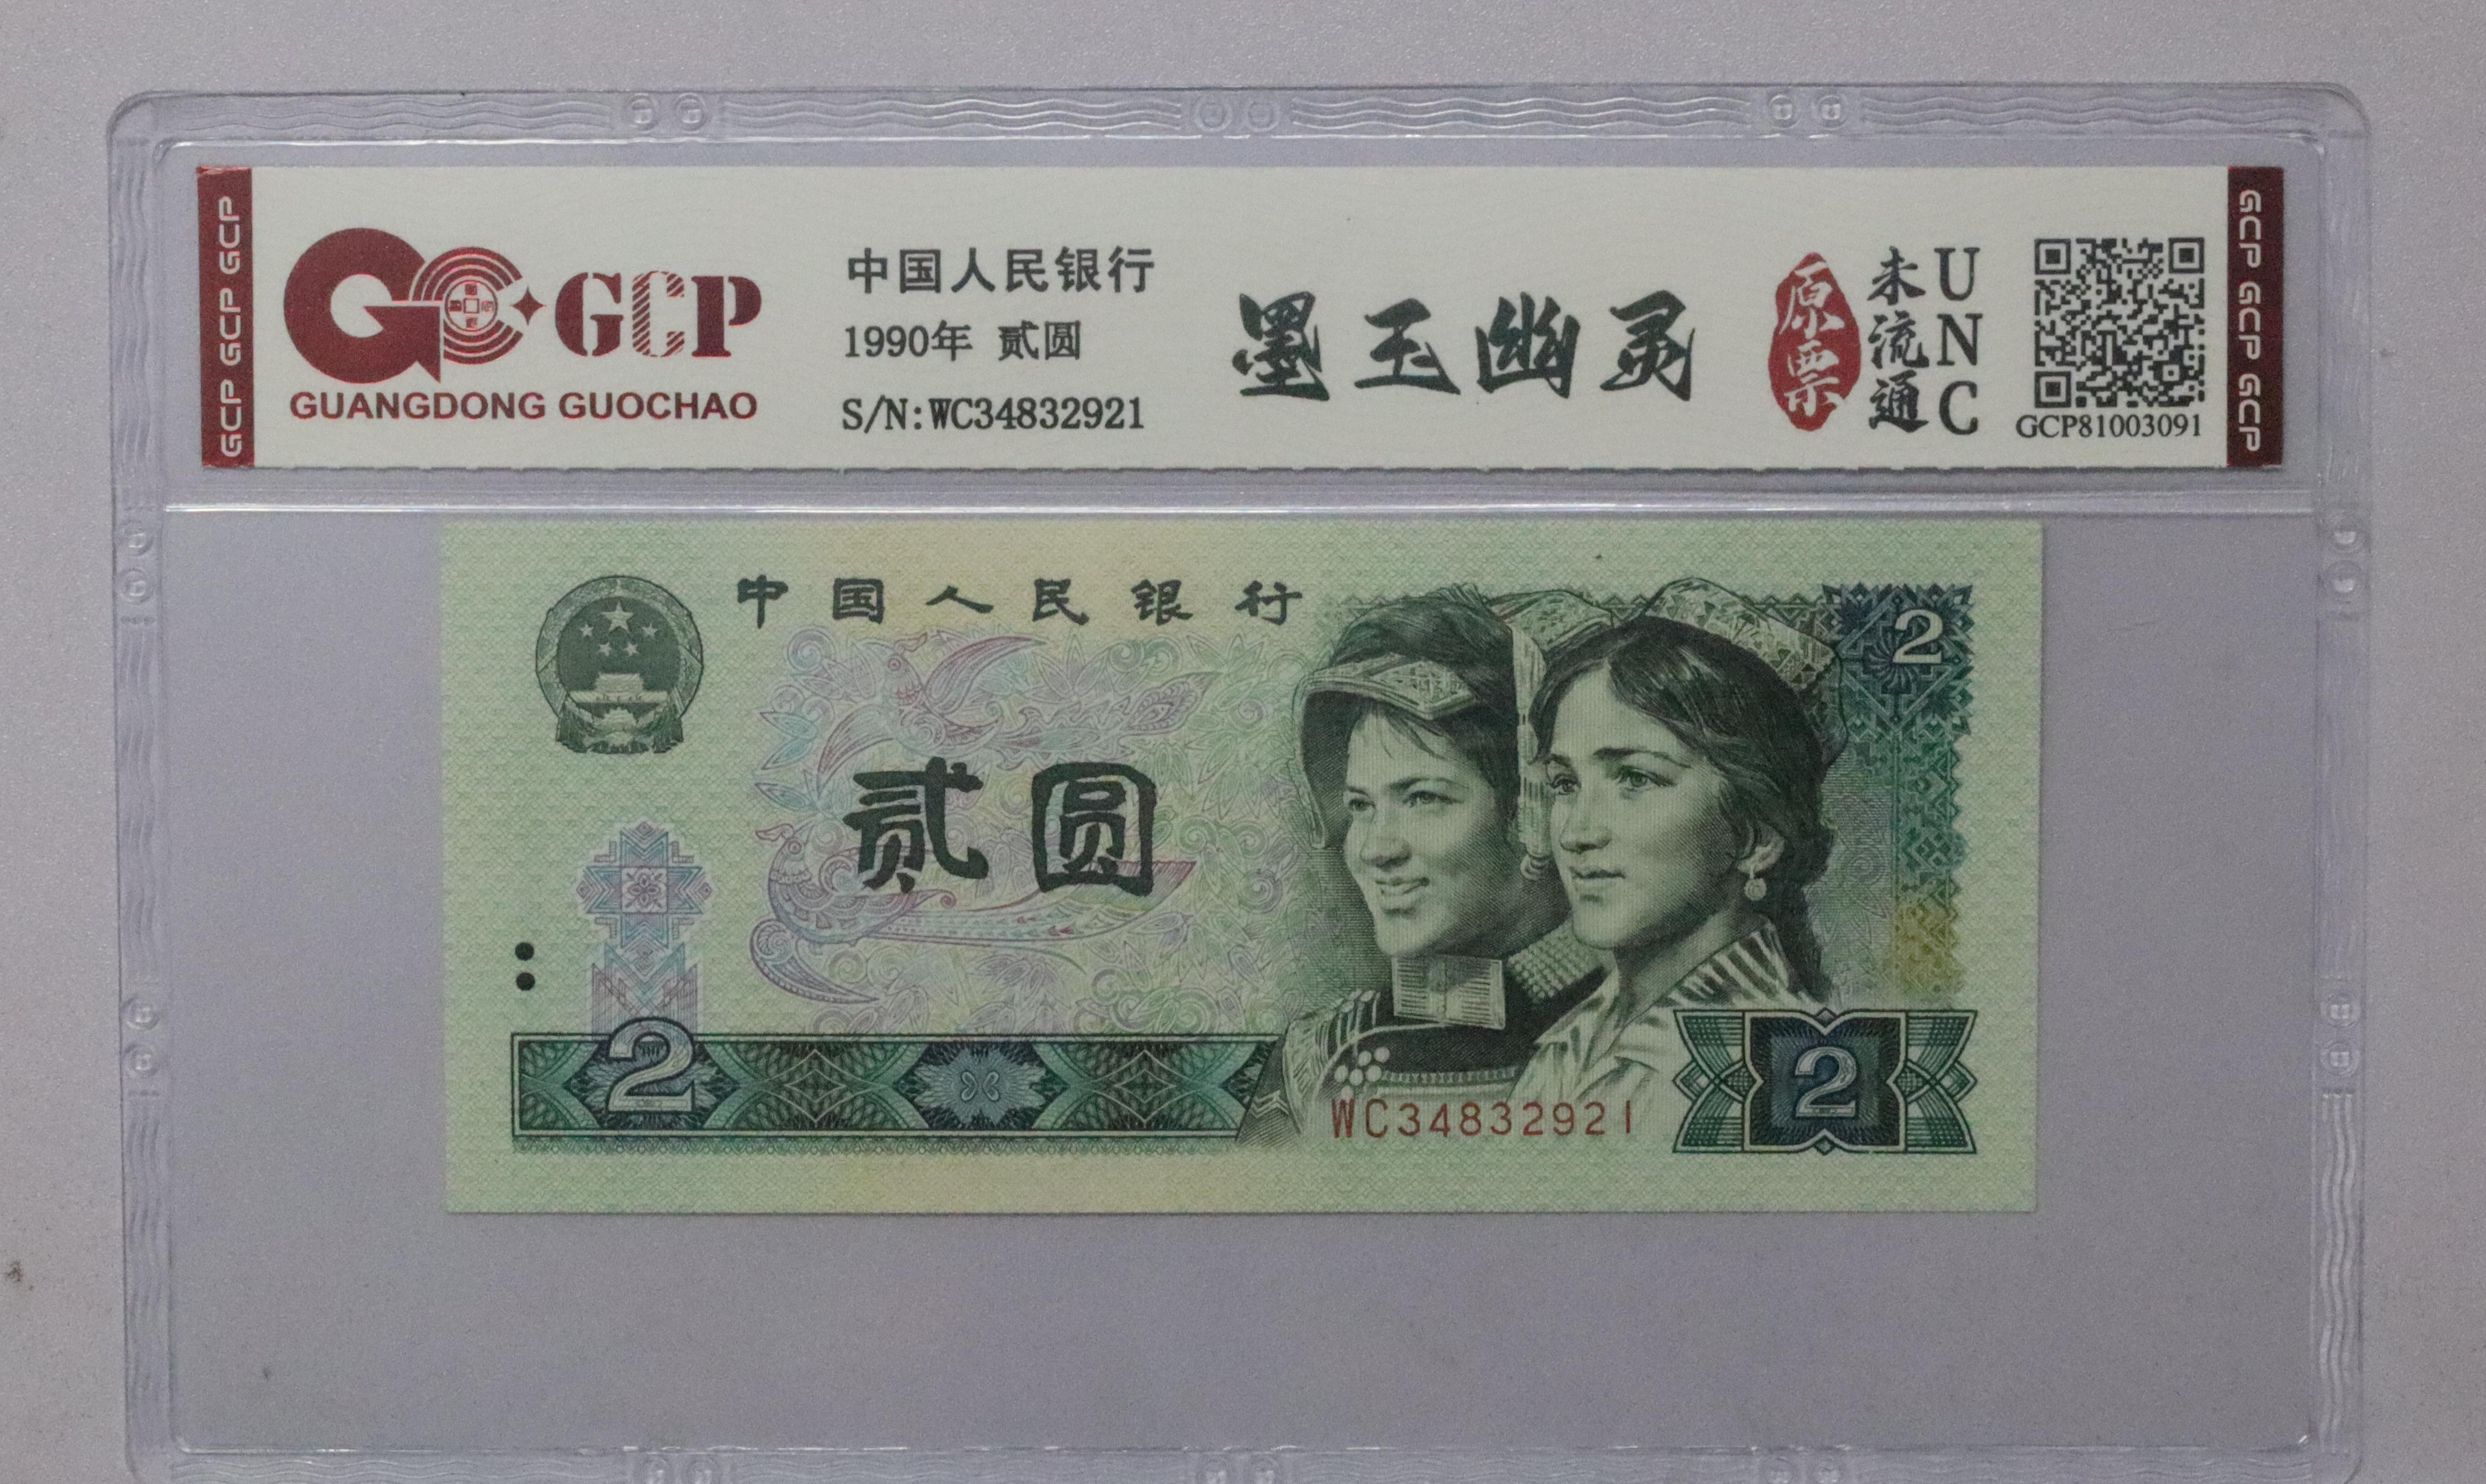 GCP GCP GCP
GCP
GUANGDONG GUOCHAO
中国人民银行
1990年 贰圆
S/N:WC34832921
墨玉幽灵
原票
未流通
UNC
GCP81003091
GCP GCP GCP
中国人民银行
2
贰圆
2
WC34832921
2